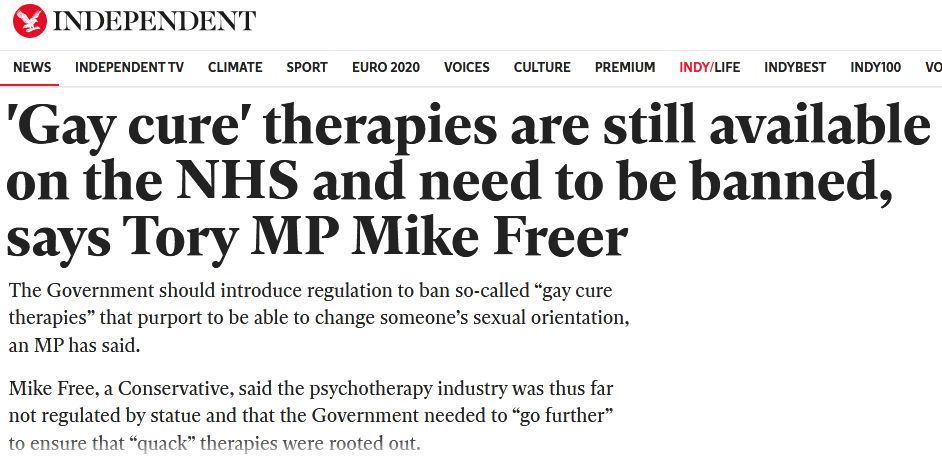 INDEPENDENT
NEWS INDEPENDENT TV CLIMATE SPORT EURO 2020 VOICES CULTURE PREMIUM INDY/LIFE INDYBEST INDY100 VO
'Gay cure' therapies are still available
on the NHS and need to be banned,
says Tory MP Mike Freer
The Government should introduce regulation to ban so-called “gay cure
therapies” that purport to be able to change someone’s sexual orientation,
an MP has said.
Mike Free, a Conservative, said the psychotherapy industry was thus far
not regulated by statue and that the Government needed to “go further”
to ensure that “quack” therapies were rooted out.